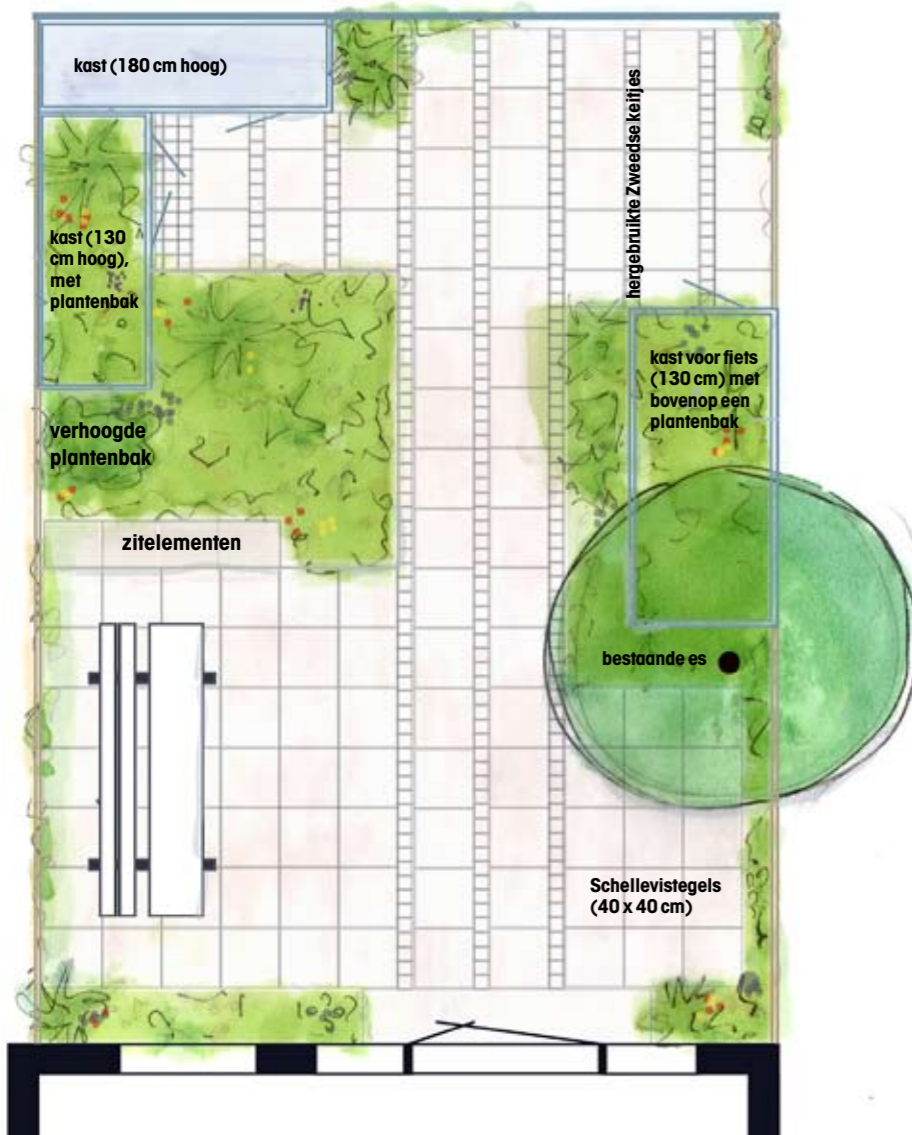 kast (180 cm hoog)
hergebruikte Zweedse keitjes
kast (130
cm hoog),
met
plantenbak
kast voor fiets
(130 cm) met
bovenop een
plantenbak
verhoogde
plantenbak
zitelementen
bestaande es
Schellevistegels
(40 x 40 cm)